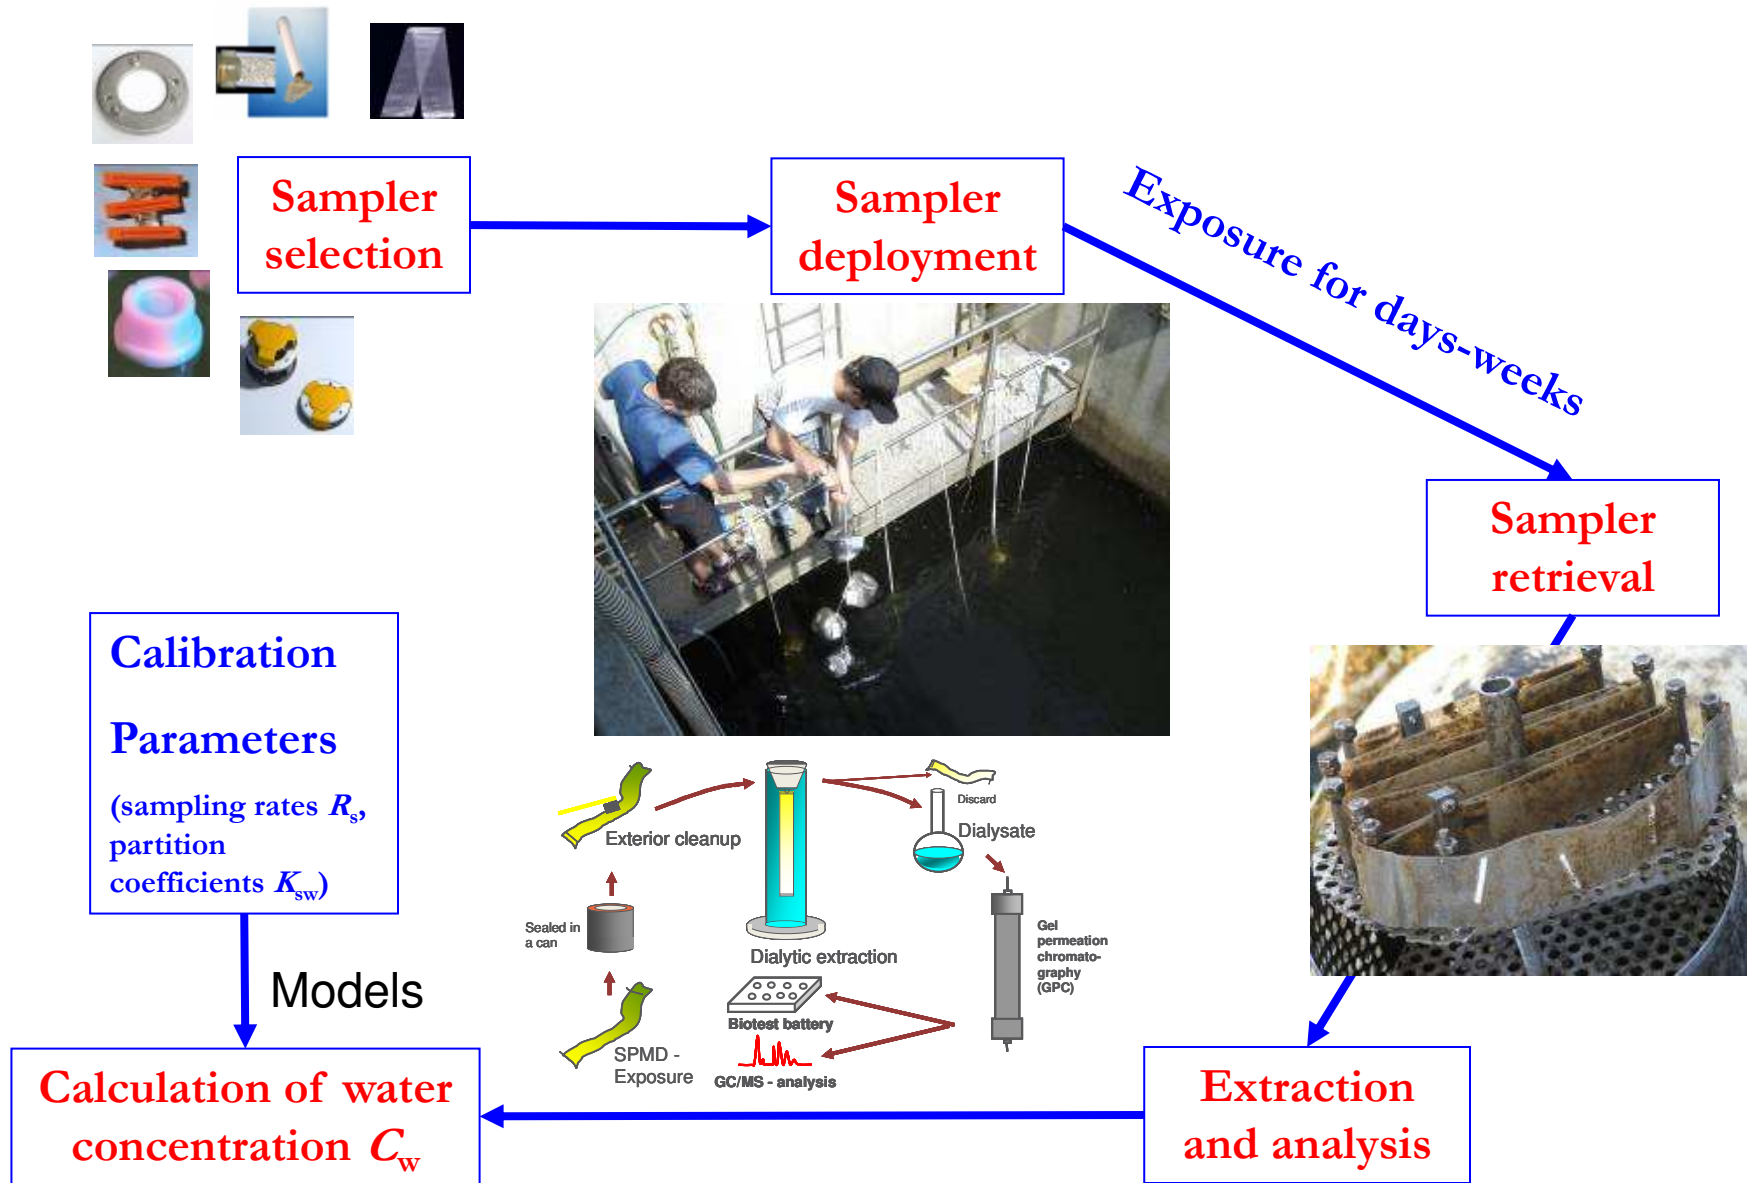 Sampler
selection
Sampler
deployment
Exposure for days-weeks
Sampler
retrieval
Calibration
Parameters
(sampling rates Rs,
partition
coefficients Ksw)
Models
Calculation of water
concentration Cw
Extraction
and analysis
Exterior cleanup
Discard
Dialysate
Sealed in
a can
Dialytic extraction
Gel
permeation
chromato-
graphy
(GPC)
Biotest battery
SPMD -
Exposure
GC/MS - analysis